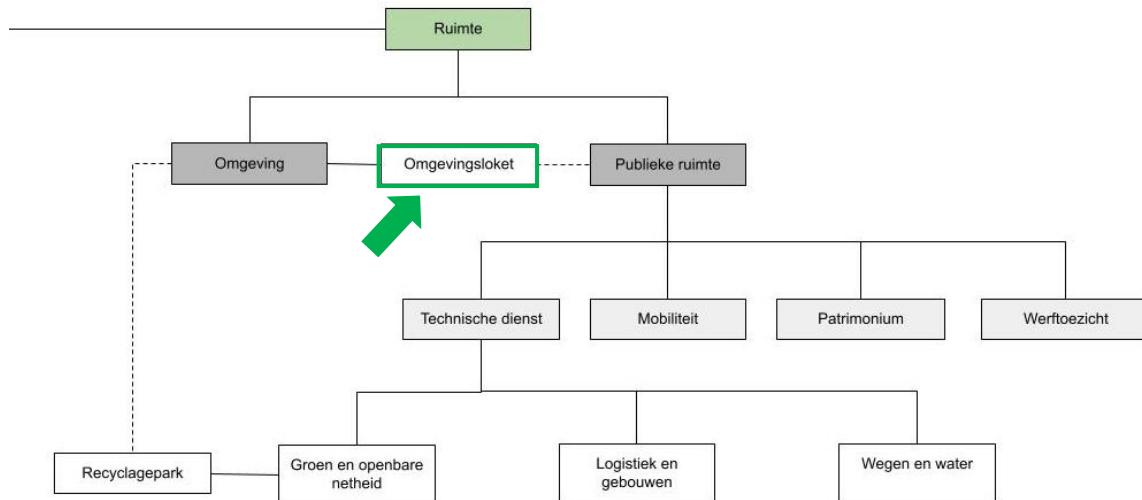 Ruimte
Omgeving
Omgevingsloket
Publieke ruimte
Technische dienst
Mobiliteit
Patrimonium
Werftoezicht
Recyclagepark
Groen en openbare
netheid
Logistiek en
gebouwen
Wegen en water